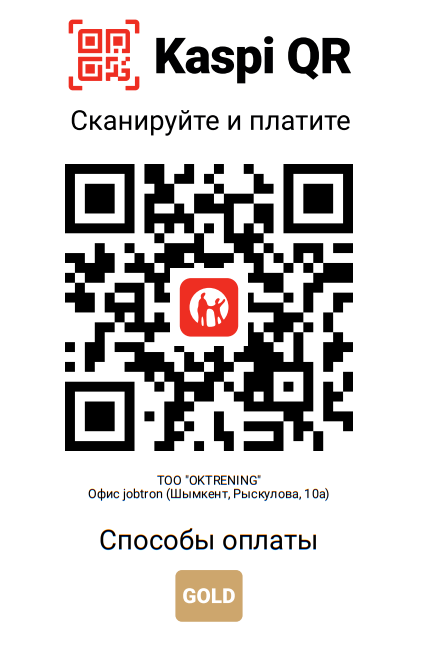 Kaspi QR
Сканируйте и платите
ТОО "OKTRENING"
Офис jobtron (Шымкент, Рыскулова, 10а)
Способы оплаты
GOLD